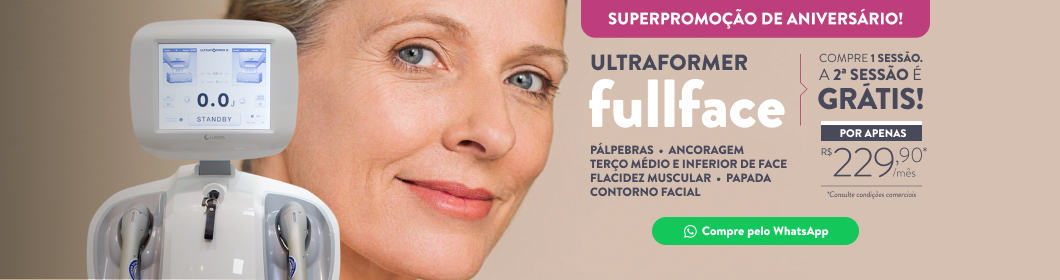 SUPERPROMOÇÃO DE ANIVERSÁRIO!
ULTRAFORMER
fullface
PÁLPEBRAS • ANCORAGEM
TERÇO MÉDIO E INFERIOR DE FACE
FLACIDEZ MUSCULAR • PAPADA
CONTORNO FACIAL
COMPRE 1 SESSÃO.
A 2ª SESSÃO É
GRÁTIS!
POR APENAS
R$229,90*
/mês
*Consulte condições comerciais
Compre pelo WhatsApp
0.0J
STANDBY